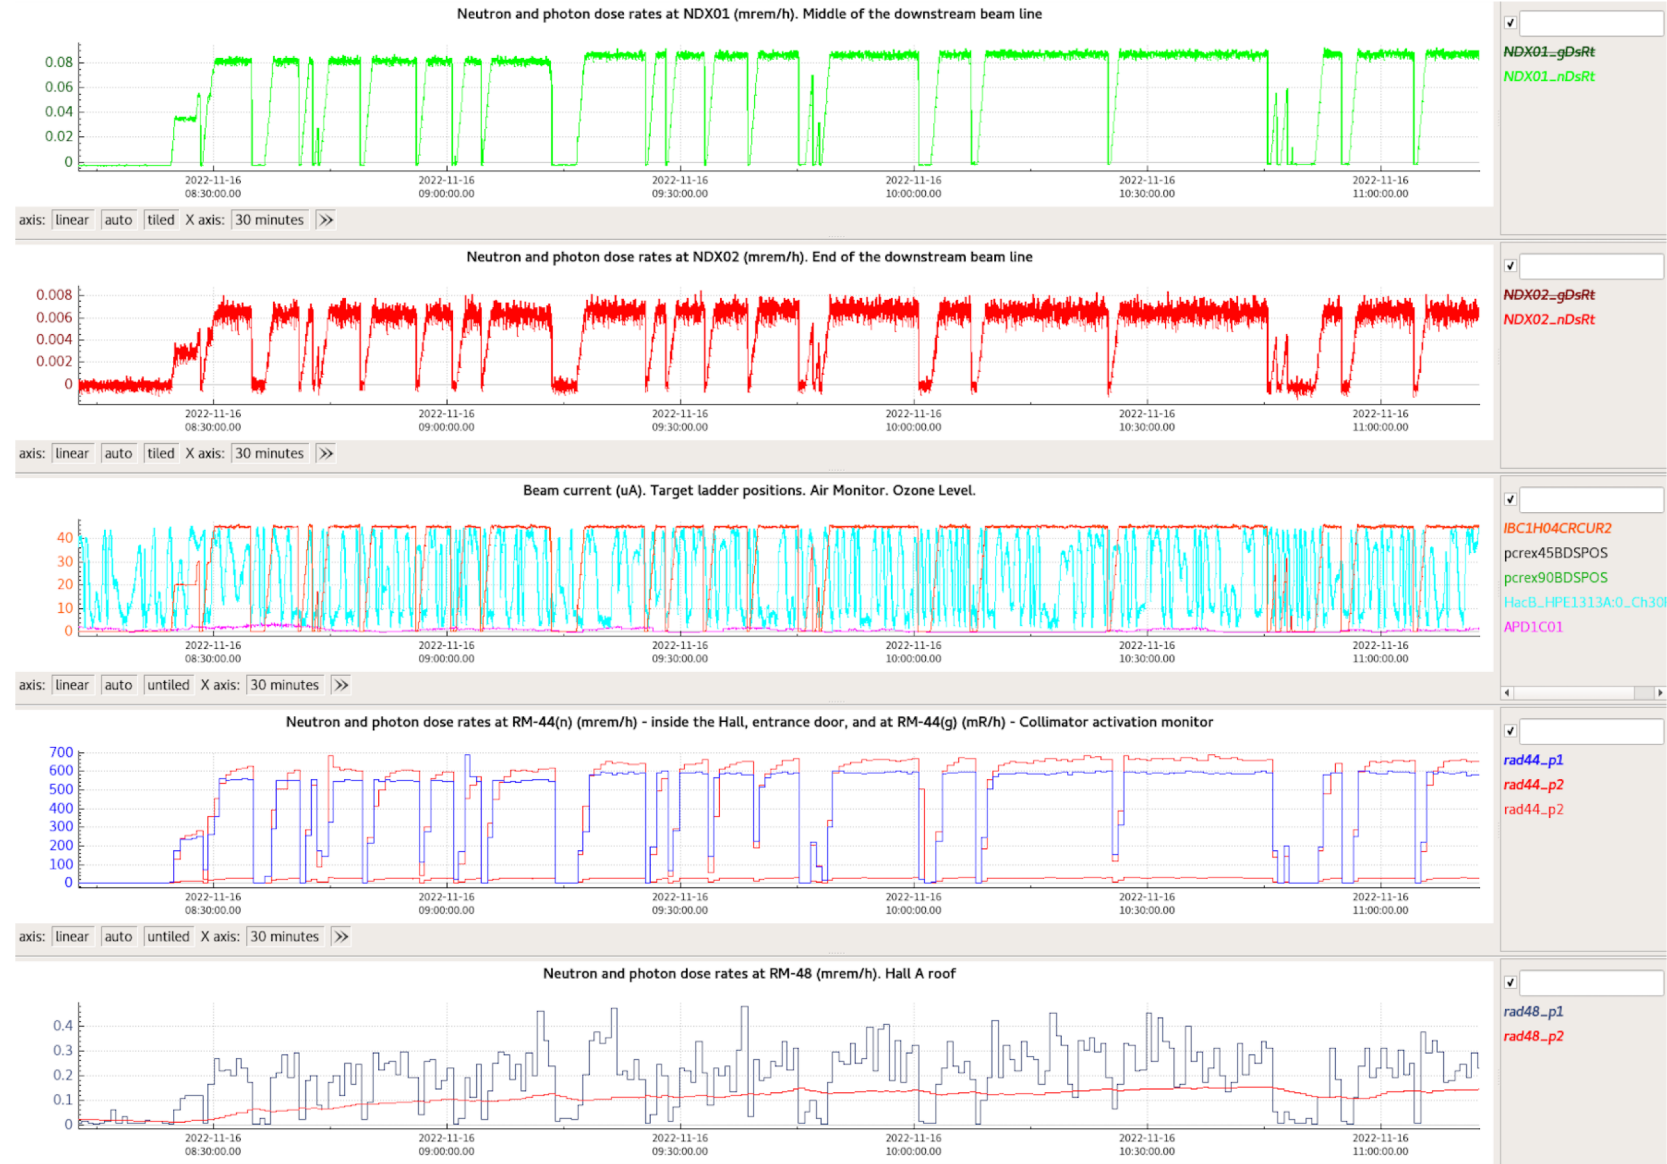 Neutron and photon dose rates at NDX01 (mrem/h). Middle of the downstream beam line
NDX01_gDsRt
NDX01_nDsRt
0.08
0.06
0.04
0.02
0
2022-11-16 2022-11-16 2022-11-16 2022-11-16 2022-11-16 2022-11-16
08:30:00.00 09:00:00.00 09:30:00.00 10:00:00.00 10:30:00.00 11:00:00.00
axis: linear auto tiled X axis: 30 minutes >>
Neutron and photon dose rates at NDX02 (mrem/h). End of the downstream beam line
NDX02_gDsRt
NDX02_nDsRt
0.008
0.006
0.004
0.002
0
2022-11-16 2022-11-16 2022-11-16 2022-11-16 2022-11-16 2022-11-16
08:30:00.00 09:00:00.00 09:30:00.00 10:00:00.00 10:30:00.00 11:00:00.00
axis: linear auto tiled X axis: 30 minutes >>
Beam current (uA). Target ladder positions. Air Monitor. Ozone Level.
IBC1H04CRCUR2
pcrex45BDSPOS
pcrex90BDSPOS
HacB_HPE1313A:0_Ch30
APD1C01
40
30
20
10
0
2022-11-16 2022-11-16 2022-11-16 2022-11-16 2022-11-16 2022-11-16
08:30:00.00 09:00:00.00 09:30:00.00 10:00:00.00 10:30:00.00 11:00:00.00
axis: linear auto untiled X axis: 30 minutes >>
Neutron and photon dose rates at RM-44(n) (mrem/h) - inside the Hall, entrance door, and at RM-44(g) (mR/h) - Collimator activation monitor
rad44_p1
rad44_p2
rad44_p2
700
600
500
400
300
200
100
0
2022-11-16 2022-11-16 2022-11-16 2022-11-16 2022-11-16 2022-11-16
08:30:00.00 09:00:00.00 09:30:00.00 10:00:00.00 10:30:00.00 11:00:00.00
axis: linear auto untiled X axis: 30 minutes >>
Neutron and photon dose rates at RM-48 (mrem/h). Hall A roof
rad48_p1
rad48_p2
0.4
0.3
0.2
0.1
0
2022-11-16 2022-11-16 2022-11-16 2022-11-16 2022-11-16 2022-11-16
08:30:00.00 09:00:00.00 09:30:00.00 10:00:00.00 10:30:00.00 11:00:00.00